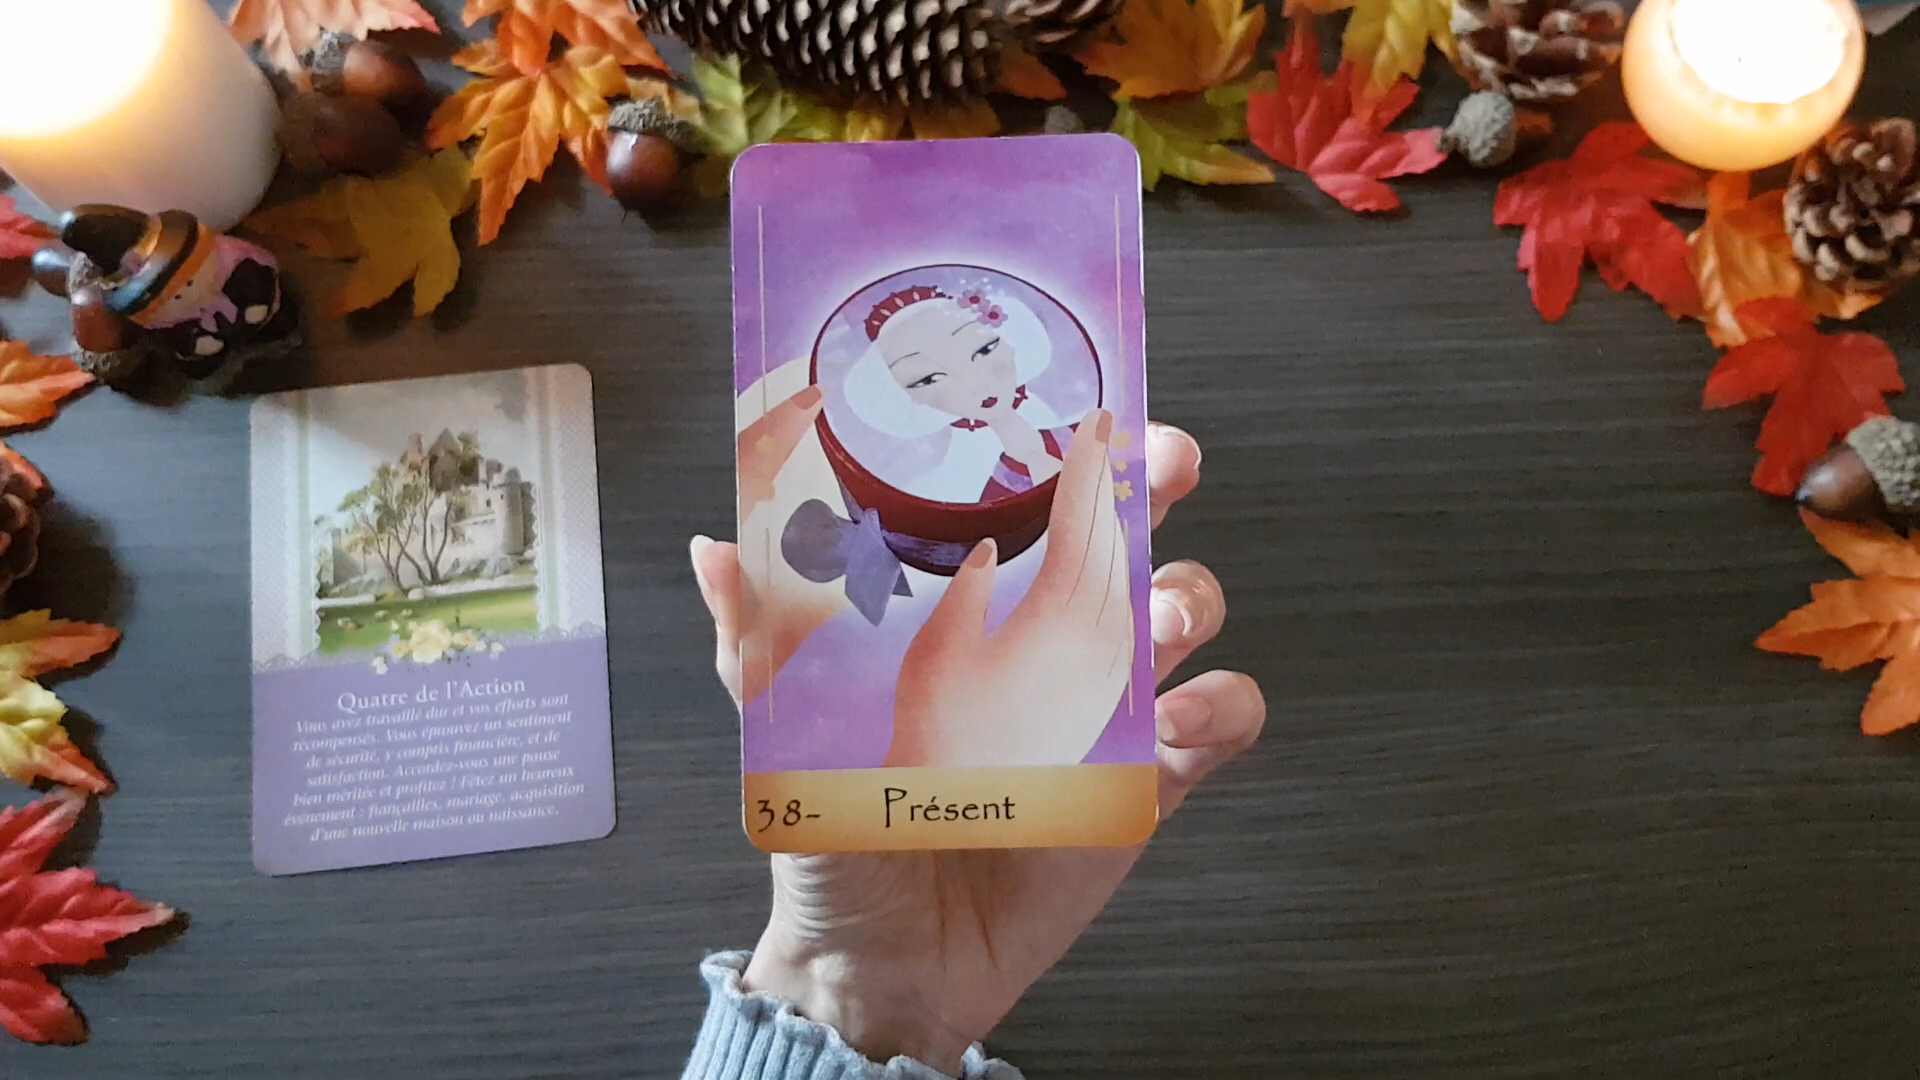 Quatre de l'Action
Vous avez travaillé dur et vos efforts sont
récompensés. Vous éprouvez un sentiment
de sécurité, y compris financière, et de
satisfaction. Accordez-vous une pause
bien méritée et profitez ! Fêtez un heureux
évènement : fiançailles, mariage, acquisition
d'une nouvelle maison ou naissance.
38- Présent